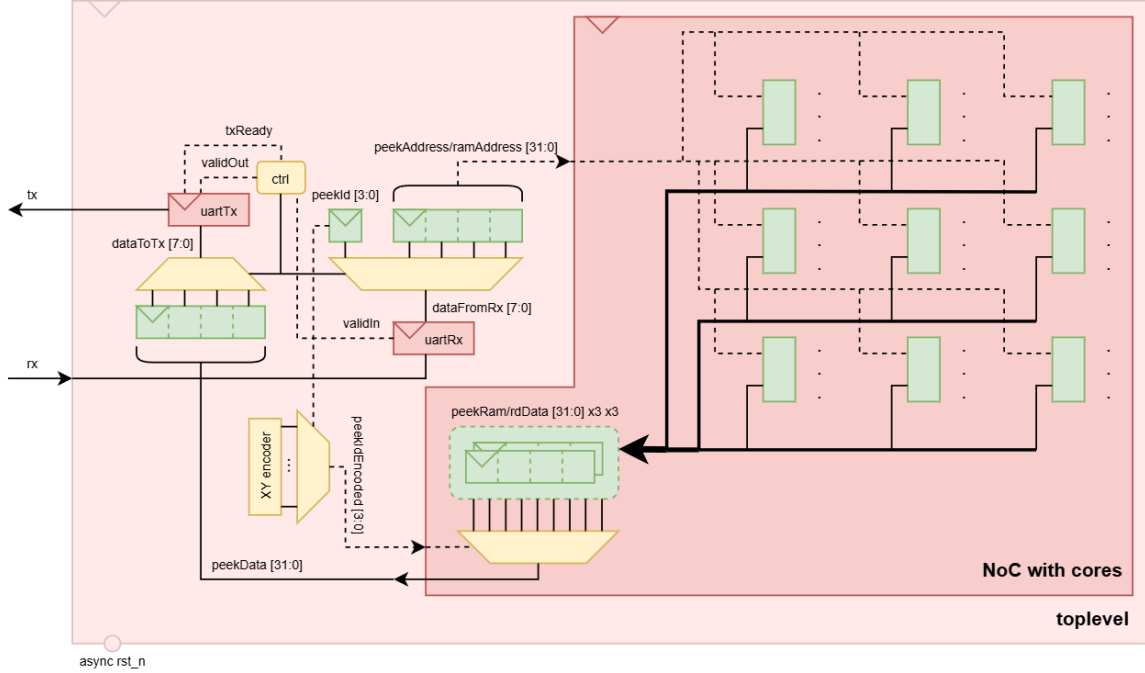 txReady
peekAddress/ramAddress [31:0]
validOut
ctrl
peekId [3:0]
tx
uartTx
dataToTx [7:0]
dataFromRx [7:0]
validIn
uartRx
rx
peekRam/rdData [31:0] x3 x3
XY encoder
...
peekIdEncoded [3:0]
peekData [31:0]
NoC with cores
toplevel
async rst_n